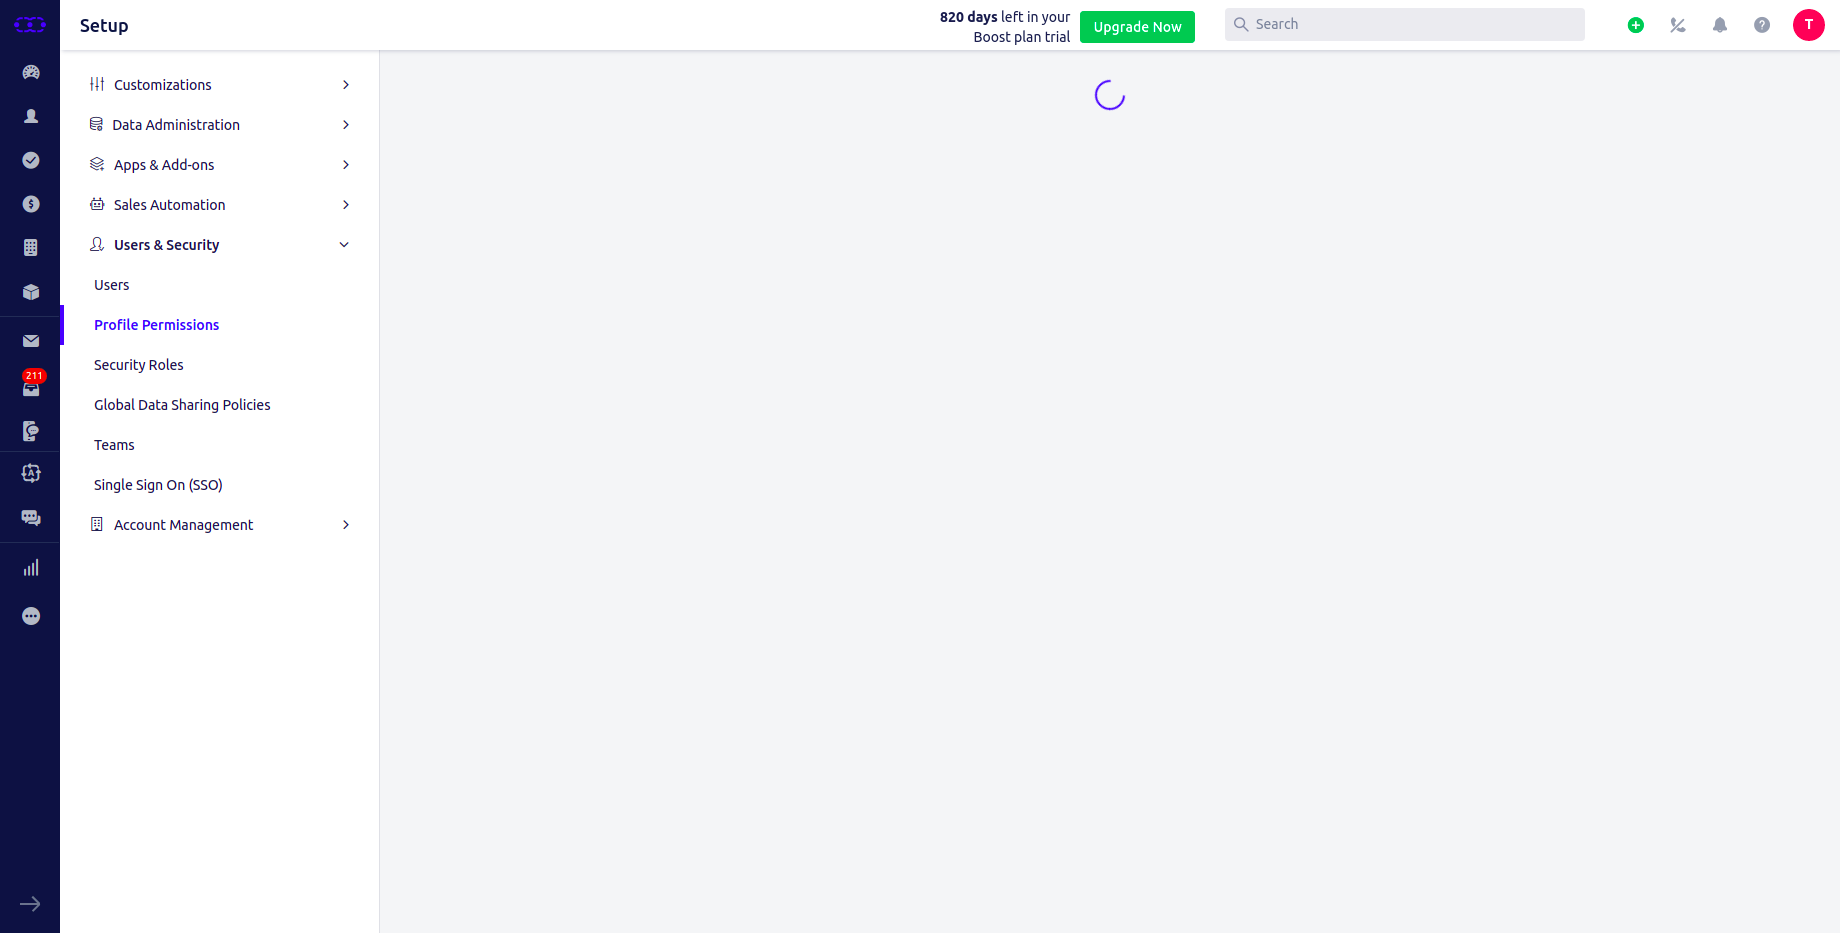 Setup
820 days left in your
Boost plan trial
Upgrade Now
Search
T
Customizations
Data Administration
Apps & Add-ons
Sales Automation
Users & Security
Users
Profile Permissions
Security Roles
Global Data Sharing Policies
Teams
Single Sign On (SSO)
Account Management
211